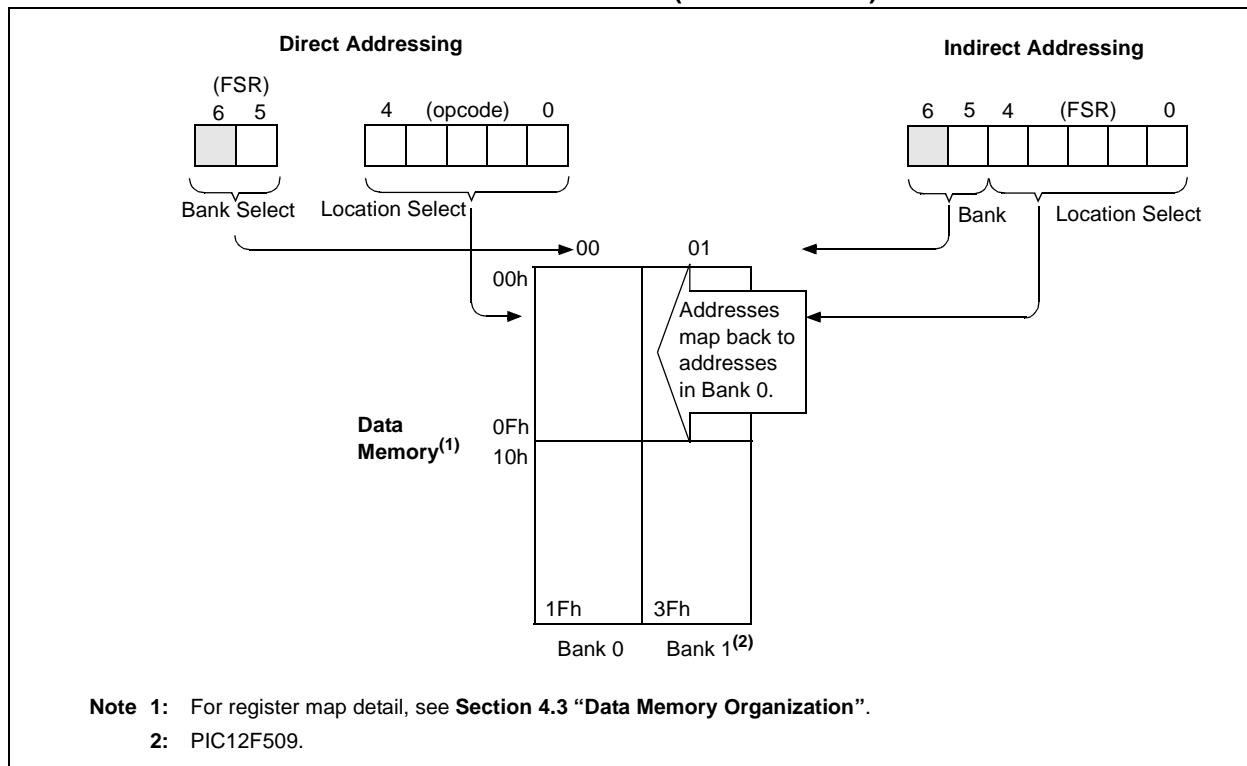 Direct Addressing
Indirect Addressing
(FSR)
6 5
4 (opcode) 0
6 5 4 (FSR) 0
Bank Select
Location Select
Bank
Location Select
00
01
00h
Addresses
map back to
addresses
in Bank 0.
Data
Memory(1)
0Fh
10h
1Fh
3Fh
Bank 0
Bank 1(2)
Note 1: For register map detail, see Section 4.3 “Data Memory Organization”.
2: PIC12F509.